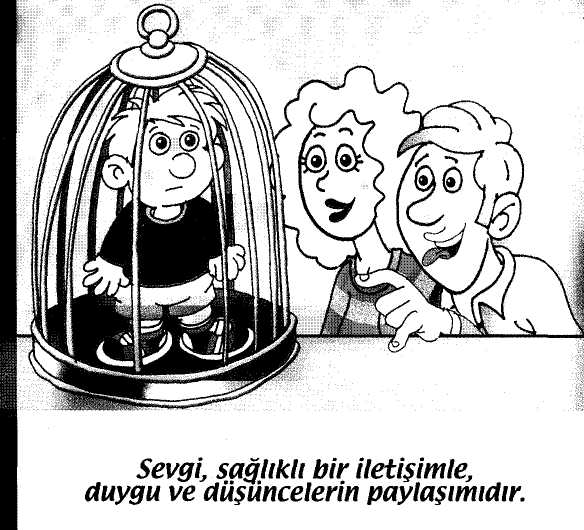 Sevgi, sağlıklı bir iletişimle,
duygu ve düşüncelerin paylaşımıdır.